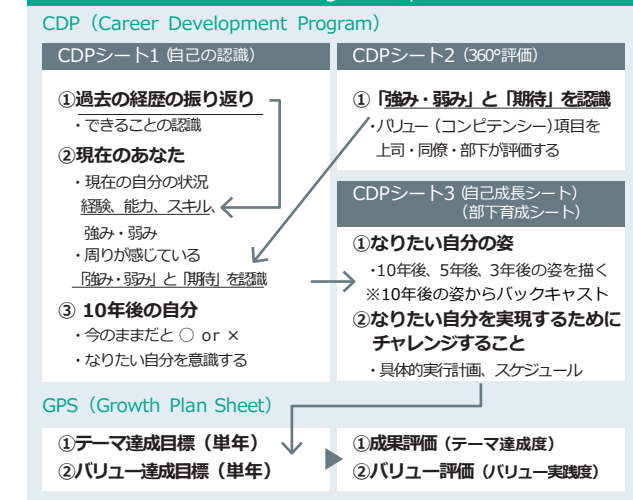 CDP（Career Development Program）
CDPシート1（自己の認識）
①過去の経歴の振り返り
・できることの認識
②現在のあなた
・現在の自分の状況
経験、能力、スキル、
強み・弱み
・周りが感じている
「強み・弱み」と「期待」を認識
③ 10年後の自分
・今のままだと ○ or ×
・なりたい自分を意識する
CDPシート2（360°評価）
①「強み・弱み」と「期待」を認識
・バリュー（コンピテンシー）項目を
上司・同僚・部下が評価する
CDPシート3（自己成長シート）
（部下育成シート）
①なりたい自分の姿
・10年後、5年後、3年後の姿を描く
※10年後の姿からバックキャスト
②なりたい自分を実現するために
チャレンジすること
・具体的実行計画、スケジュール
GPS（Growth Plan Sheet）
①テーマ達成目標（単年）
②バリュー達成目標（単年）
①成果評価（テーマ達成度）
②バリュー評価（バリュー実践度）